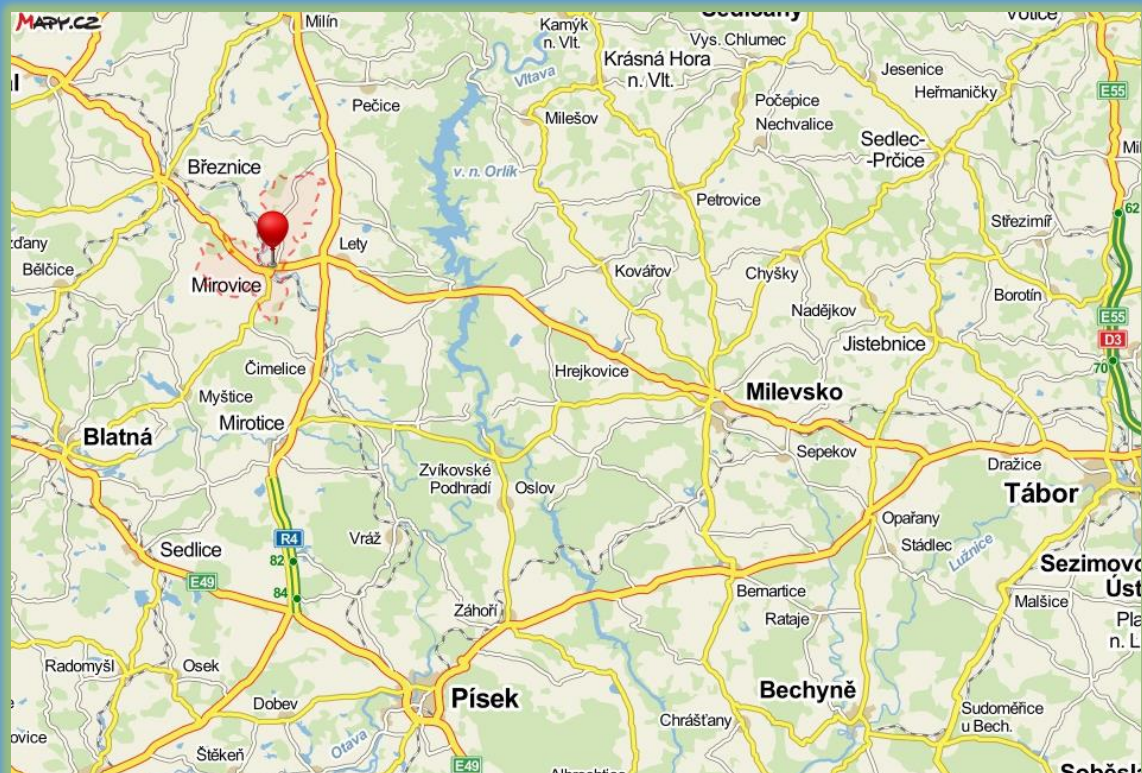 MAPY.CZ
Milín
Kamýk
n. Vlt.
Sedlčany
Votice
Vys. Chlumec
Krásná Hora
n. Vlt.
Vltava
Jesenice
Heřmaničky
E55
Pečice
Milešov
Počepice
Nechvalice
Sedlec-
-Prčice
Březnice
v. n. Orlík
Petrovice
62
Střezimíř
Lety
Bělčice
Mirovice
Kovářov
Chyšky
Borotín
Nadějkov
E55
D3
Jistebnice
70
Čimelice
Hrejkovice
Myštice
Milevsko
Mirotice
Blatná
Sepekov
Dražice
Zvíkovské
Podhradí
Oslov
Tábor
Opařany
R4
Vráž
Stádlec
Lužnice
Sedlice
82
E49
84
Bernartice
Malšice
Záhoří
Rataje
Radomyšl
Osek
Písek
Bechyně
Dobev
Chrášťany
Sudoměřice
u Bech.
Otava
Štěkeň
E49